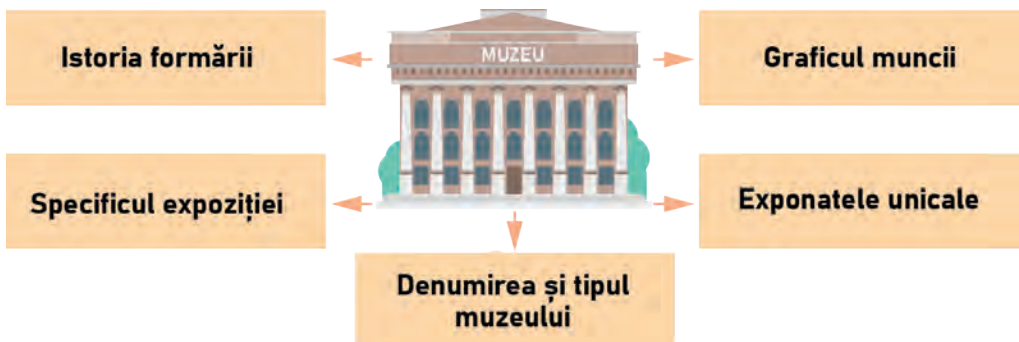 MUZEU
Istoria formării
Graficul muncii
Specificul expoziției
Exponatele unicale
Denumirea și tipul
muzeului